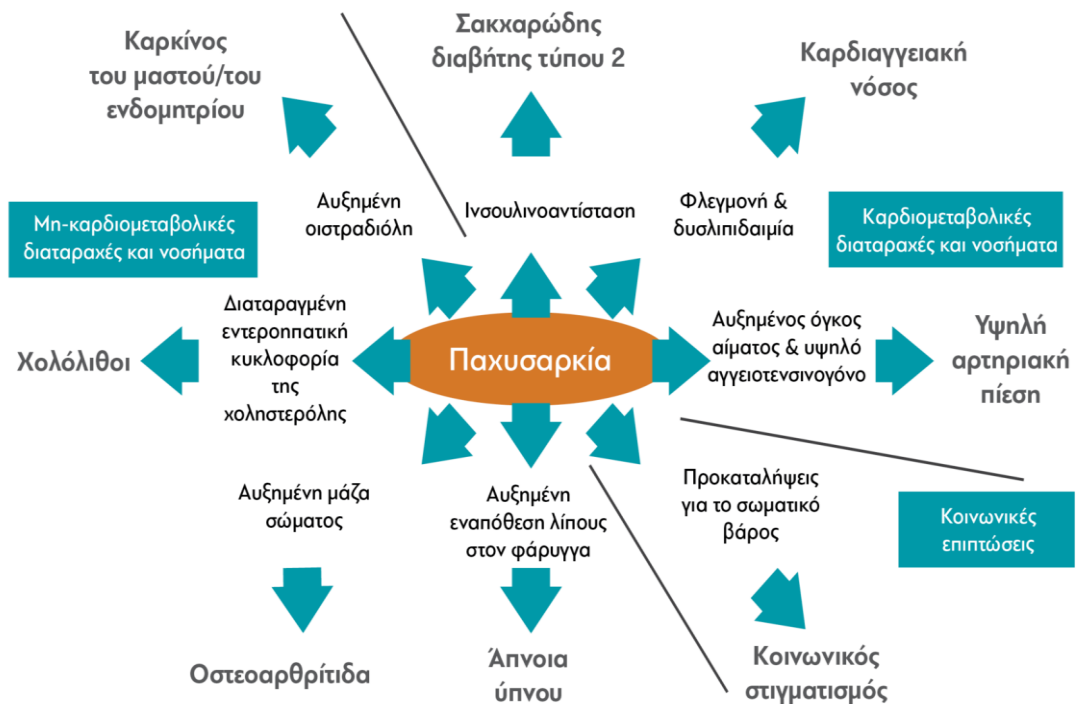 Καρκίνος
του μαστού/του
ενδομητρίου
Σακχαρώδης
διαβήτης τύπου 2
Καρδιαγγειακή
νόσος
Αυξημένη
οιστραδιόλη
Ινσουλινοαντίσταση
Φλεγμονή &
δυσλιπιδαιμία
Μη-καρδιομεταβολικές
διαταραχές και νοσήματα
Καρδιομεταβολικές
διαταραχές και νοσήματα
Χολόλιθοι
Διαταραγμένη
εντεροηπατική
κυκλοφορία
της
χοληστερόλης
Παχυσαρκία
Αυξημένος όγκος
αίματος & υψηλό
αγγειοτενσινογόνο
Υψηλή
αρτηριακή
πίεση
Αυξημένη μάζα
σώματος
Αυξημένη
εναπόθεση λίπους
στον φάρυγγα
Προκαταλήψεις
για το σωματικό
βάρος
Κοινωνικές
επιπτώσεις
Οστεοαρθρίτιδα
Άπνοια
ύπνου
Κοινωνικός
στιγματισμός